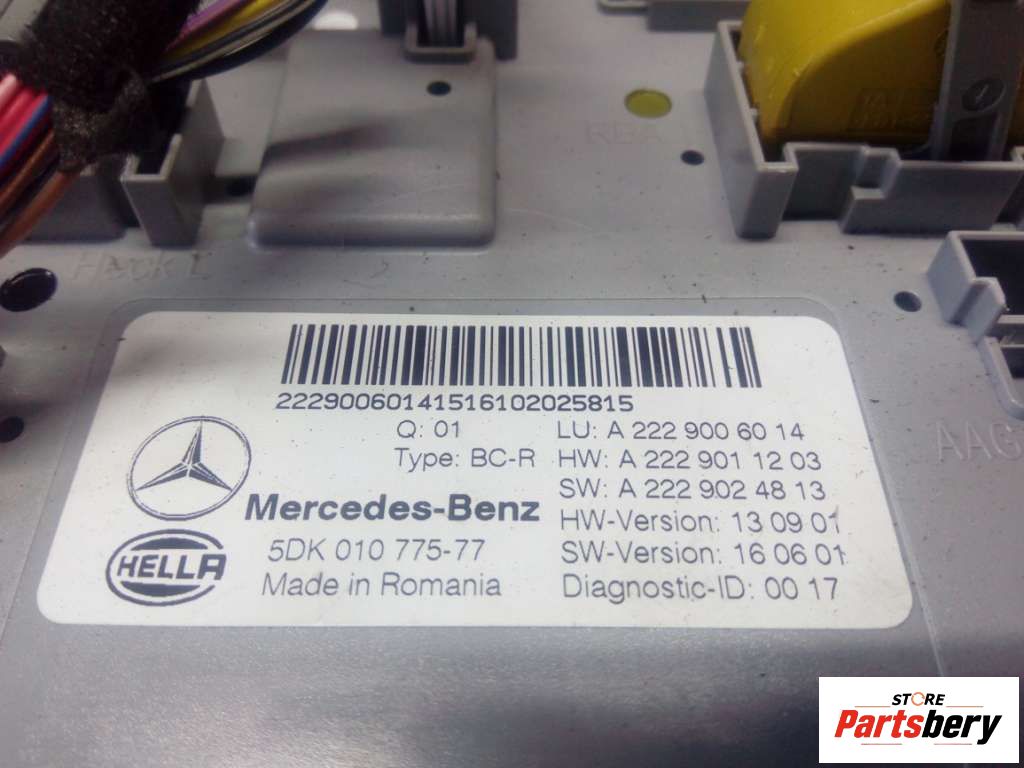 Hack L
22290060141516102025815
Q: 01
Type: BC-R
LU: A 222 900 60 14
HW: A 222 901 12 03
SW: A 222 902 48 13
HW-Version: 13 09 01
SW-Version: 16 06 01
Diagnostic-ID: 00 17
Mercedes-Benz
HELLA
5DK 010 775-77
Made in Romania
STORE
Partsbery